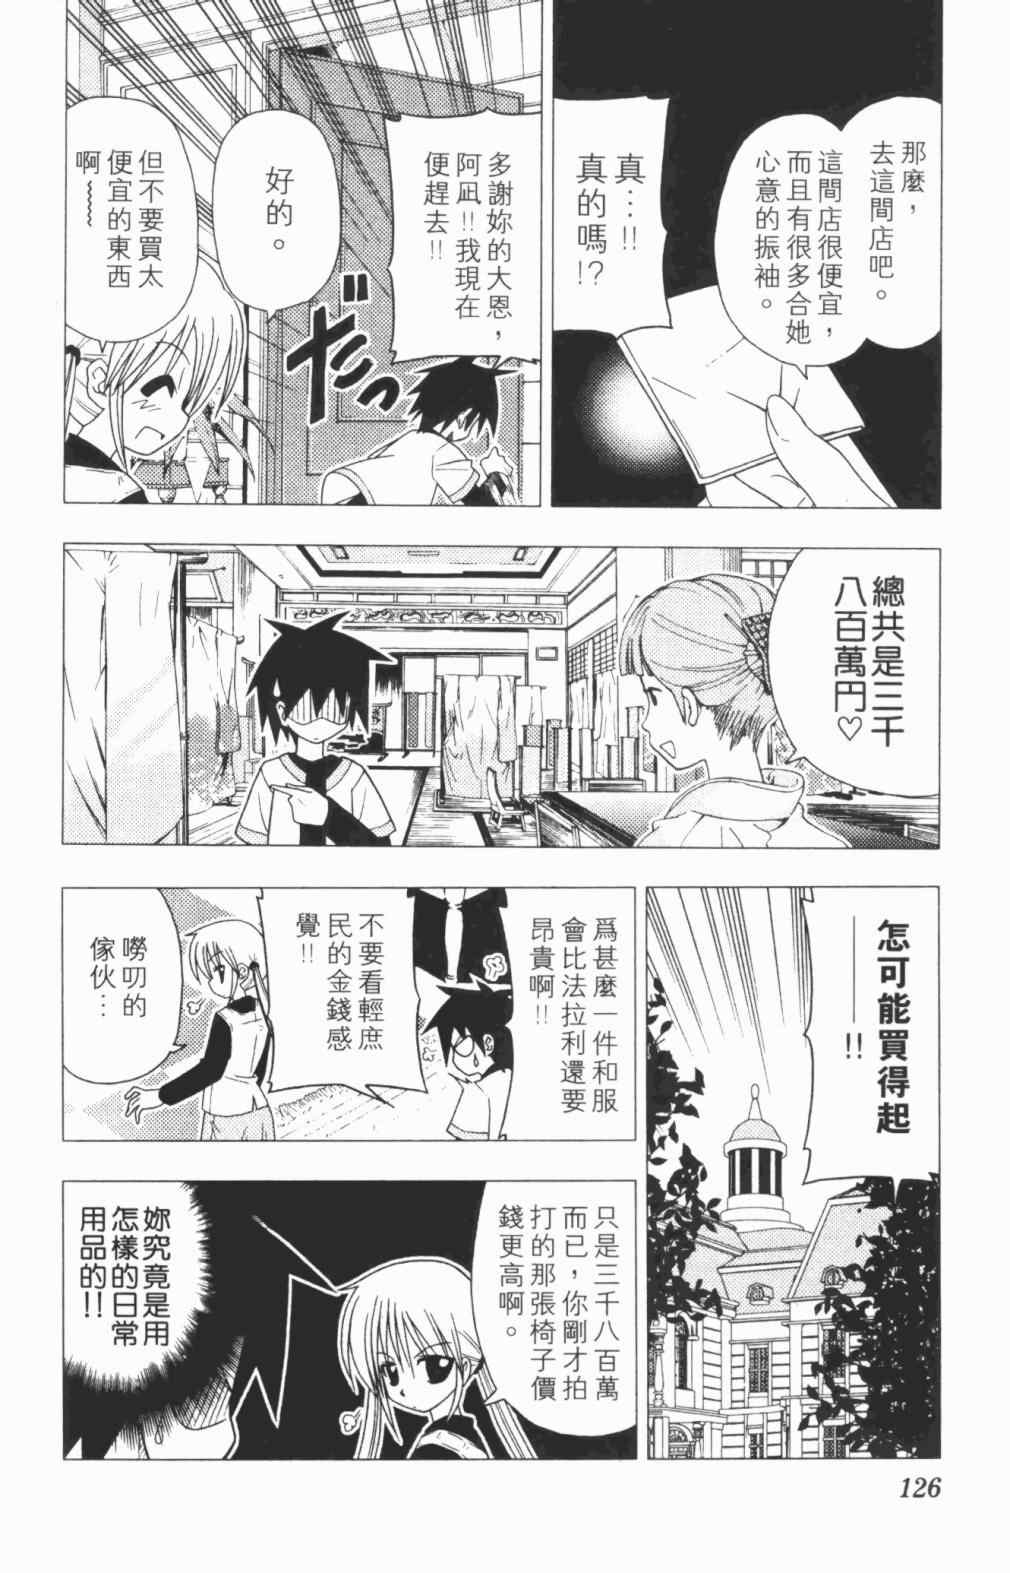 那麼，
去這間店吧。
這間店很便宜，
而且有很多合她
心意的振袖。
真…!!
真的嗎!?
多謝妳的大恩，
阿凪!!我現在
便趕去!!
好的。
但不要買太
便宜的東西
啊~~~~
ダッ
總共是三千
八百萬円♡
怎可能買得起
——!!
爲甚麼一件和服
會比法拉利還要
昂貴啊!!
不要看輕庶
民的金錢感
覺!!
嘮叨的
傢伙…
只是三千八百萬
而已，你剛才拍
打的那張椅子價
錢更高啊。
妳究竟是用
怎樣的日常
用品的!!
126